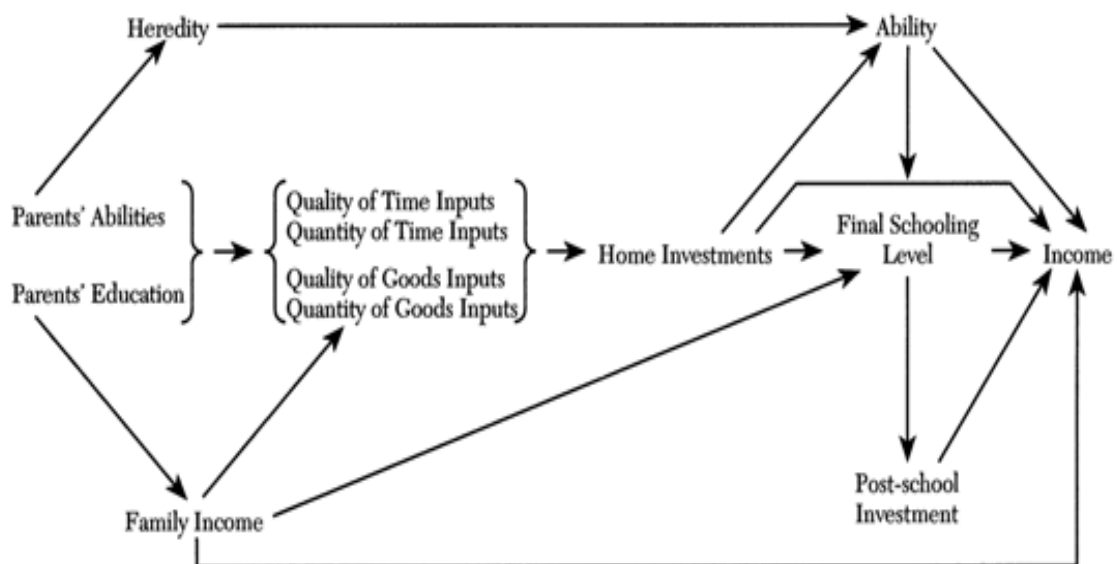 Heredity
Ability
Parents' Abilities
Parents' Education
Quality of Time Inputs
Quantity of Time Inputs
Quality of Goods Inputs
Quantity of Goods Inputs
Home Investments
Final Schooling
Level
Income
Family Income
Post-school
Investment